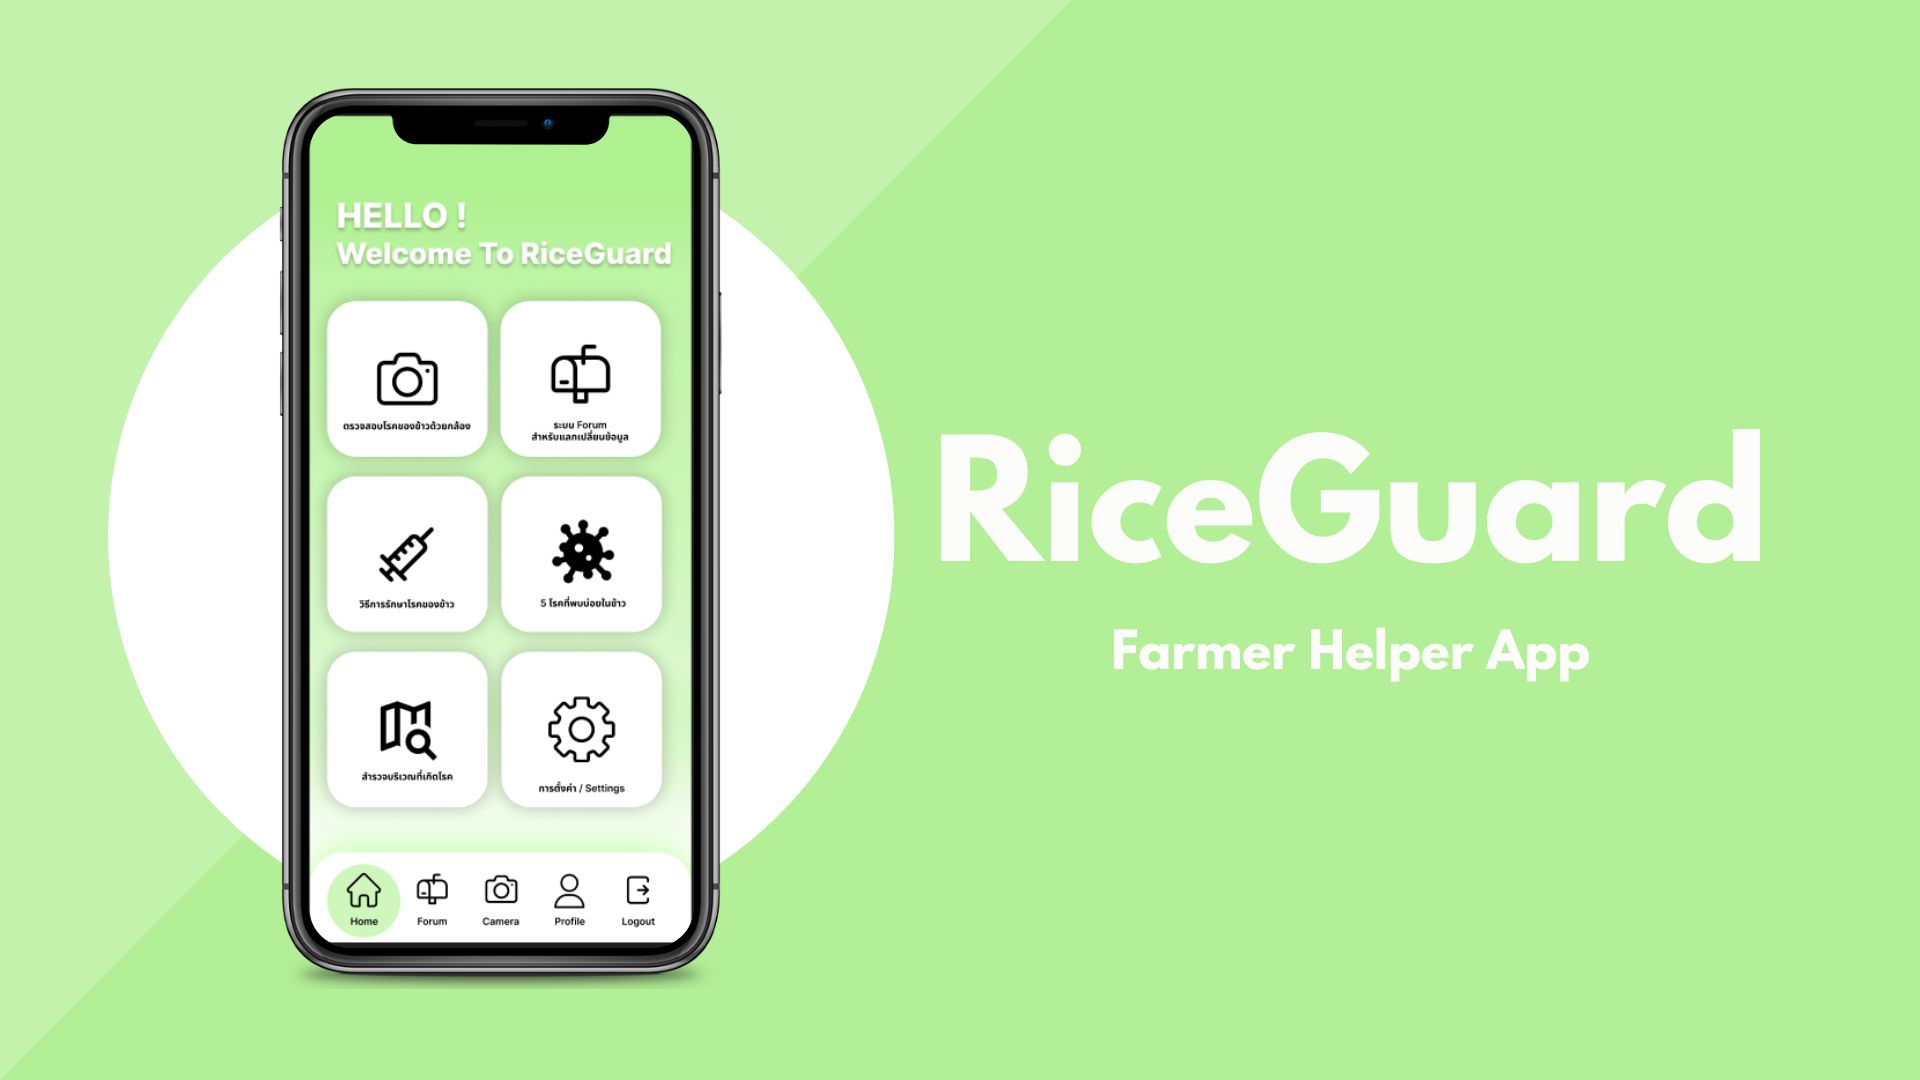 HELLO !
Welcome To RiceGuard
ตรวจสอบโรคของข้าวด้วยกล้อง
ระบบ Forum
สำหรับแลกเปลี่ยนข้อมูล
วิธีการรักษาโรคของข้าว
5 โรคที่พบบ่อยในข้าว
สำรวจบริเวณที่เกิดโรค
การตั้งค่า / Settings
Home
Forum
Camera
Profile
Logout
RiceGuard
Farmer Helper App